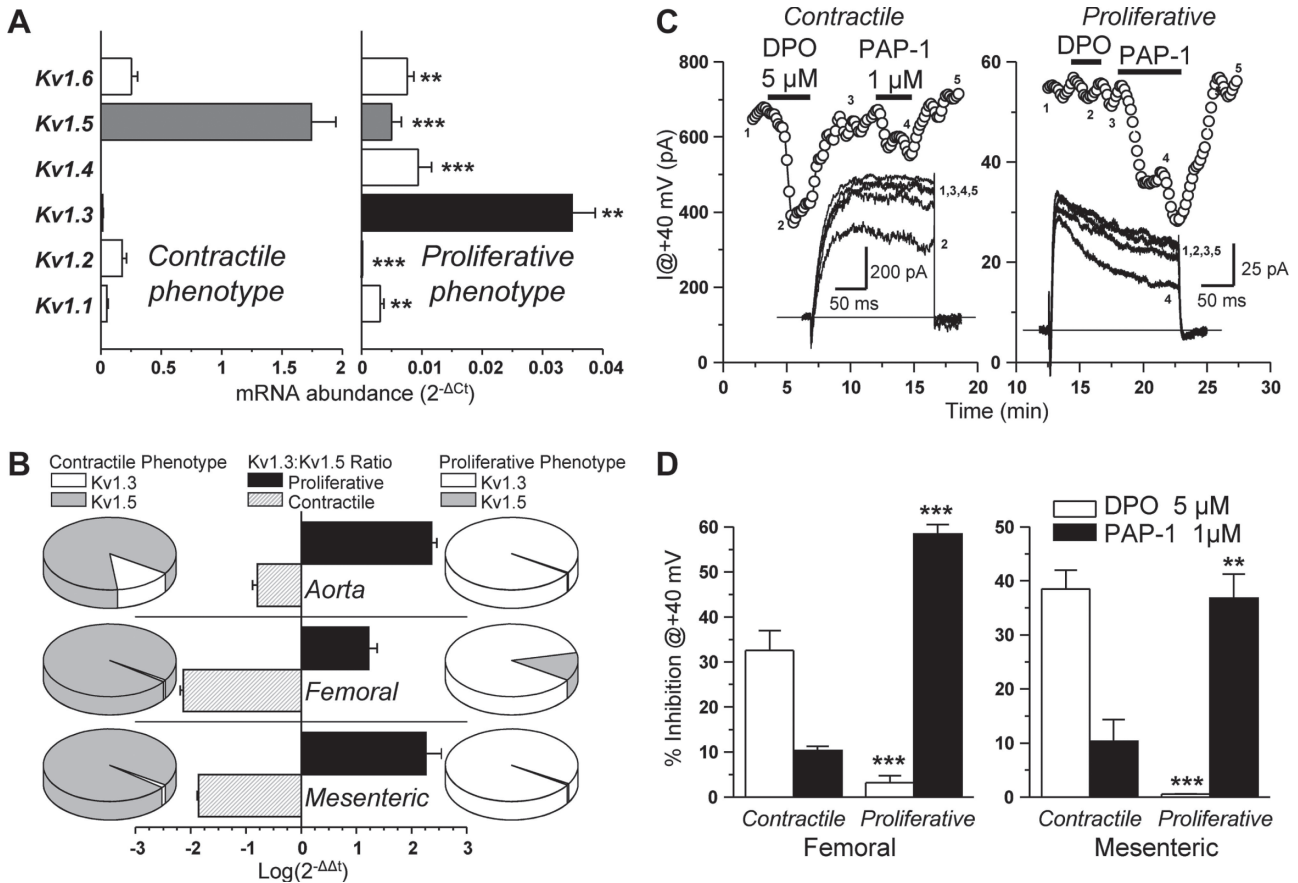 A
Kv1.6
Kv1.5
Kv1.4
Kv1.3
Kv1.2
Kv1.1
**
***
***
**
***
**
Contractile
phenotype
Proliferative
phenotype
0 0.5 1 1.5 2
0 0.01 0.02 0.03 0.04
mRNA abundance (2-ΔCt)
B
Contractile Phenotype
Kv1.3
Kv1.5
Kv1.3:Kv1.5 Ratio
Proliferative
Contractile
Proliferative Phenotype
Kv1.3
Kv1.5
Aorta
Femoral
Mesenteric
-3 -2 -1 0 1 2 3
Log(2-ΔΔt)
C
Contractile
DPO
5 µM
PAP-1
1 µM
I@+40 mV (pA)
800
600
400
200
0
1
2
3
4
5
1,3,4,5
2
200 pA
50 ms
0 5 10 15 20
Proliferative
DPO
PAP-1
60
40
20
0
1
2
3
4
4
5
1,2,3,5
4
25 pA
50 ms
10 15 20 25 30
Time (min)
D
% Inhibition @+40 mV
60
50
40
30
20
10
0
***
***
Contractile Proliferative
Femoral
DPO 5 µM
PAP-1 1µM
50
40
30
20
10
0
***
**
Contractile Proliferative
Mesenteric